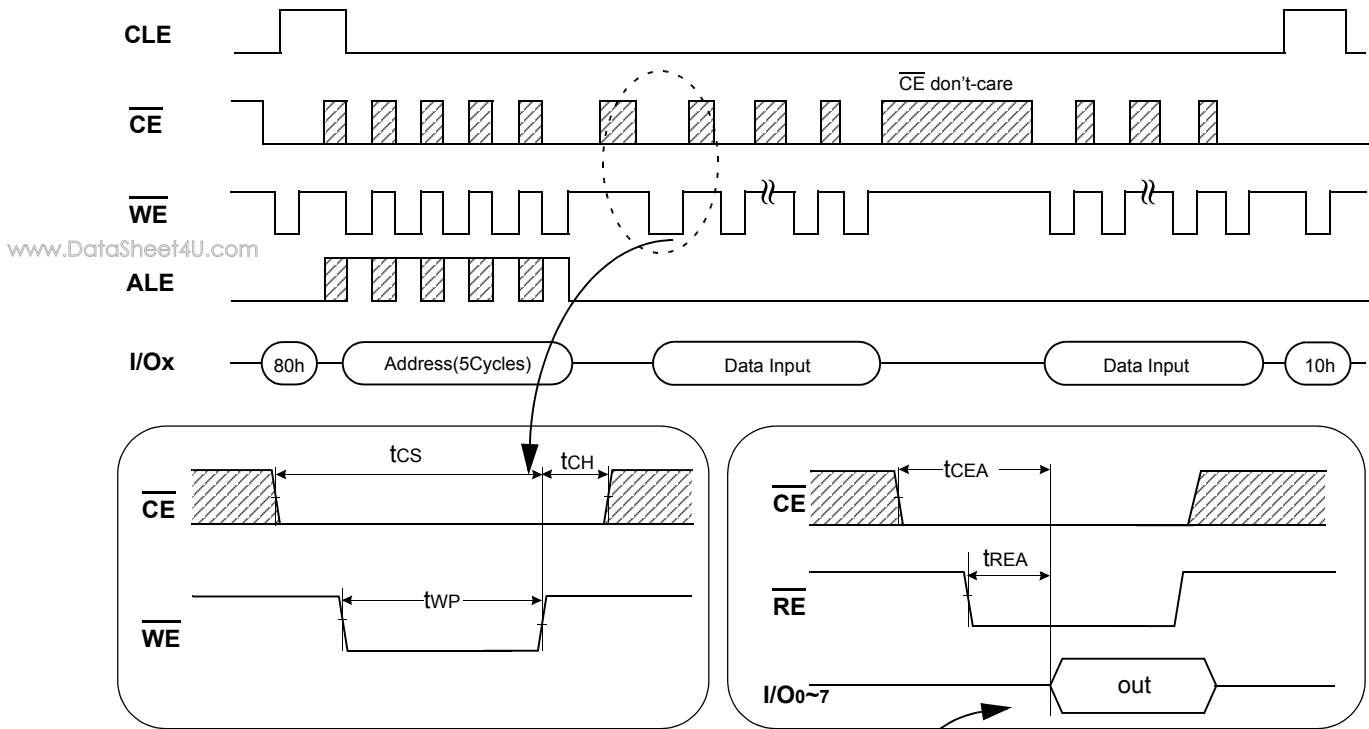 CLE
CE don't-care
CE
WE
www.DataSheet4U.com
ALE
I/Ox 80h Address(5Cycles) Data Input Data Input 10h
tCS tCH
CE
tWP
WE
tCEA
CE
tREA
RE
I/O0~7 out